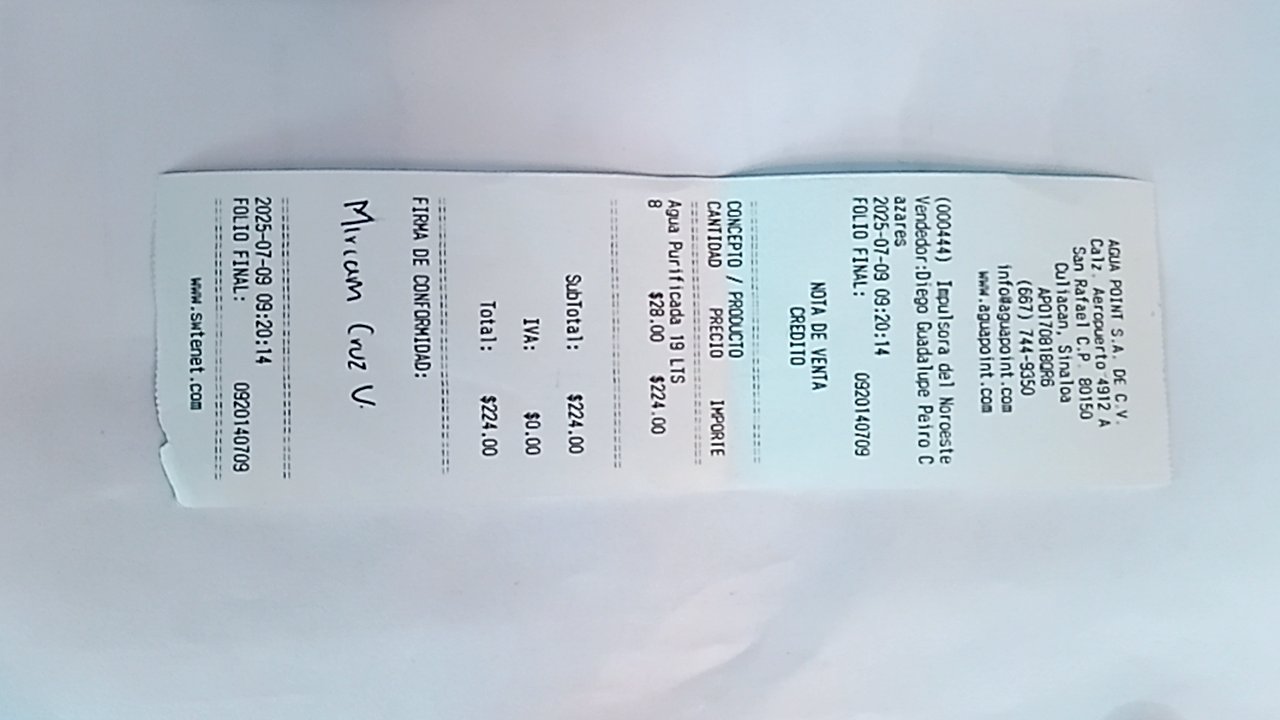 AGUA POINT S.A. DE C.V.
Calz. Aeropuerto 4912 A
San Rafael C.P. 80150
Culiacan, Sinaloa
APO170818QR6
(667) 744-9350
info@aguapoint.com
www.aguapoint.com
(000444) Impulsora del Noroeste
Vendedor:Diego Guadalupe Peiro C
azares
2025-07-09 09:20:14
FOLIO FINAL: 0920140709
NOTA DE VENTA
CREDITO
================================
CONCEPTO / PRODUCTO
CANTIDAD PRECIO IMPORTE
================================
Agua Purificada 19 LTS
8 $28.00 $224.00
================================
SubTotal: $224.00
IVA: $0.00
Total: $224.00
================================
FIRMA DE CONFORMIDAD:
Miriam Cruz V.
================================
2025-07-09 09:20:14
FOLIO FINAL: 0920140709
================================
www.swtenet.com